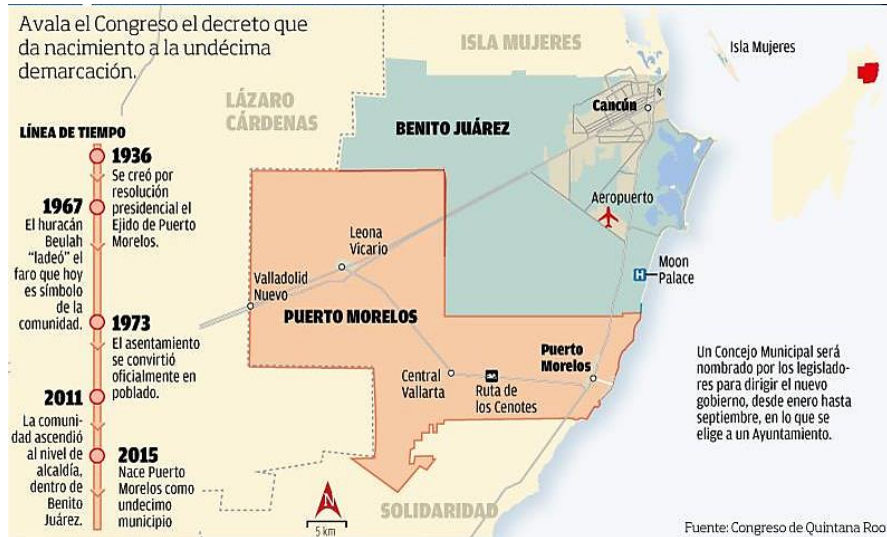 Avala el Congreso el decreto que
da nacimiento a la undécima
demarcación.
LÍNEA DE TIEMPO
1936
Se creó por
resolución
presidencial el
Ejido de Puerto
Morelos.
1967
El huracán
Beulah
“ladeó” el
faro que hoy
es símbolo
de la
comunidad.
1973
El asentamiento
se convirtió
oficialmente en
poblado.
2011
La comuni-
dad ascendió
al nivel de
alcaldía,
dentro de
Benito
Juárez.
2015
Nace Puerto
Morelos como
undecimo
municipio
ISLA MUJERES
Isla Mujeres
LÁZARO
CÁRDENAS
BENITO JUÁREZ
Cancún
Aeropuerto
Leona
Vicario
Valladolid
Nuevo
H
Moon
Palace
PUERTO MORELOS
Puerto
Morelos
Central
Vallarta
Ruta de
los Cenotes
SOLIDARIDAD
N
5 km
Un Concejo Municipal será
nombrado por los legislado-
res para dirigir el nuevo
gobierno, desde enero hasta
septiembre, en lo que se
elige a un Ayuntamiento.
Fuente: Congreso de Quintana Roo